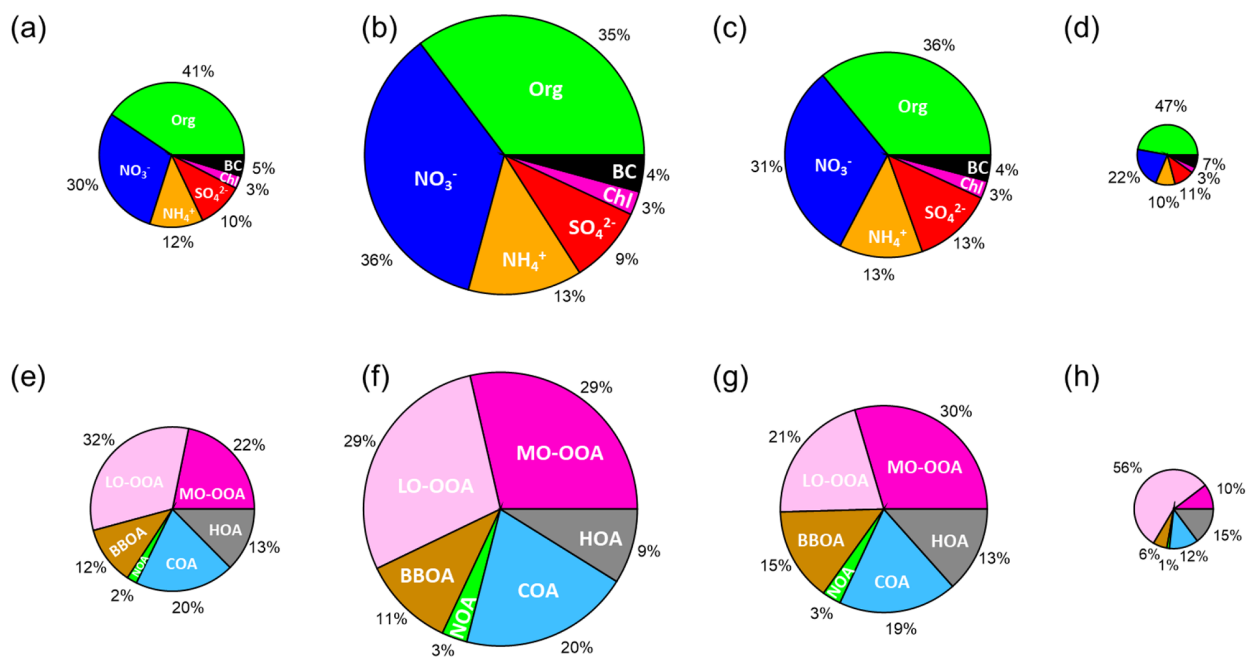 (a)
(b)
(c)
(d)
41%
Org
NO₃⁻
30%
NH₄⁺
12%
SO₄²⁻
10%
Chl
3%
BC
5%
35%
Org
NO₃⁻
36%
NH₄⁺
13%
SO₄²⁻
9%
Chl
3%
BC
4%
36%
Org
NO₃⁻
31%
NH₄⁺
13%
SO₄²⁻
13%
Chl
3%
BC
4%
47%
22%
10%
11%
3%
7%
(e)
(f)
(g)
(h)
32%
LO-OOA
22%
MO-OOA
BBOA
12%
NOA
2%
COA
20%
HOA
13%
29%
LO-OOA
29%
MO-OOA
BBOA
11%
NOA
3%
COA
20%
HOA
9%
21%
LO-OOA
30%
MO-OOA
BBOA
15%
NOA
3%
COA
19%
HOA
13%
56%
10%
6%
1%
12%
15%